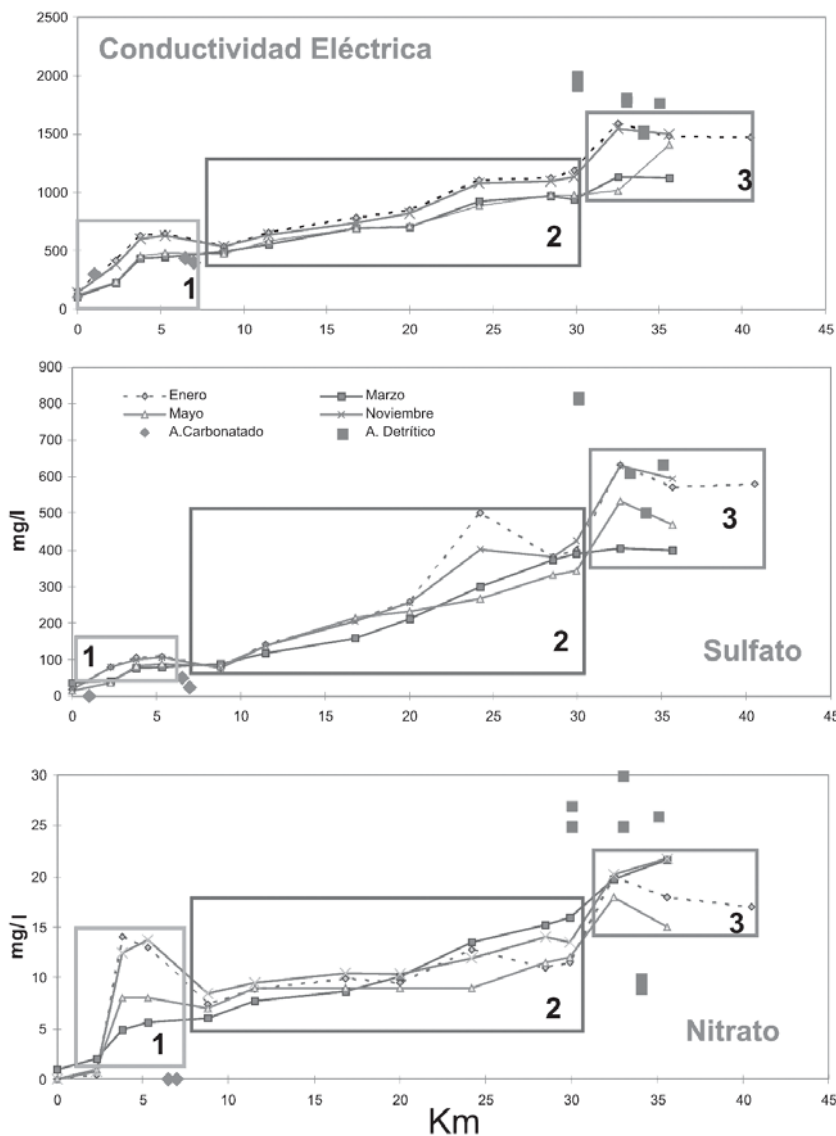 Conductividad Eléctrica
2500
2000
1500
1000
500
0
1
2
3
0 5 10 15 20 25 30 35 40 45
900
800
700
600
500
400
300
200
100
0
mg/l
Enero Marzo
Mayo Noviembre
A.Carbonatado A. Detrítico
1
2
3
Sulfato
0 5 10 15 20 25 30 35 40 45
30
25
20
15
10
5
0
mg/l
1
2
3
Nitrato
0 5 10 15 20 25 30 35 40 45
Km